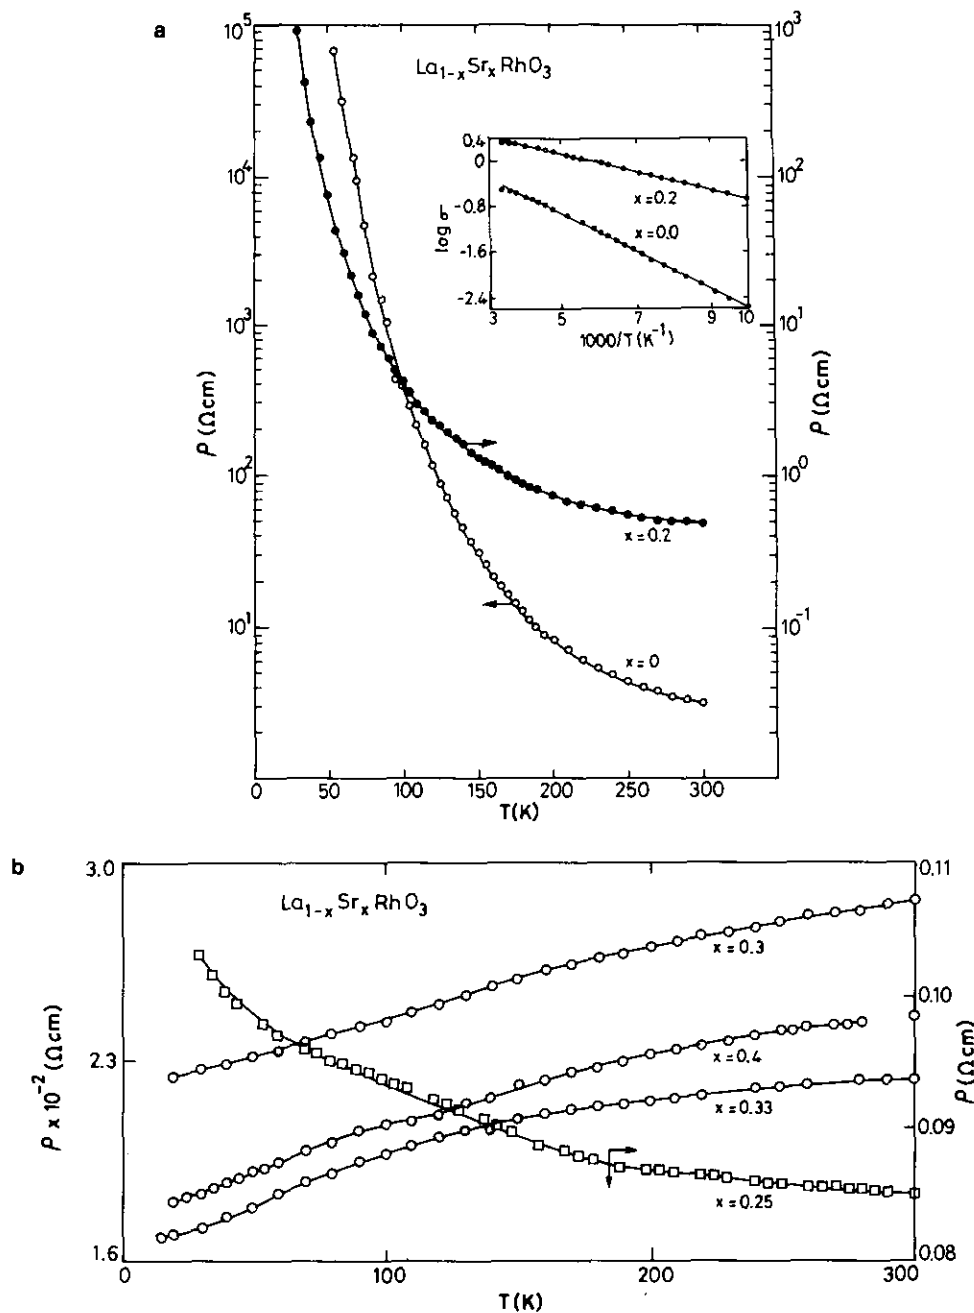 a
La1-xSrxRhO3
10^5
10^4
10^3
10^2
10^1
ρ (Ωcm)
10^3
10^2
10^1
10^0
10^-1
ρ (Ωcm)
0.4
0
-0.8
-1.6
-2.4
log σ
x = 0.2
x = 0.0
3
5
7
9
10
1000/T (K^-1)
x = 0.2
x = 0
0
50
100
150
200
250
300
T(K)
b
La1-xSrxRhO3
3.0
2.3
1.6
ρ x 10^-2 (Ωcm)
0.11
0.10
0.09
0.08
ρ (Ωcm)
x = 0.3
x = 0.4
x = 0.33
x = 0.25
0
100
200
300
T(K)